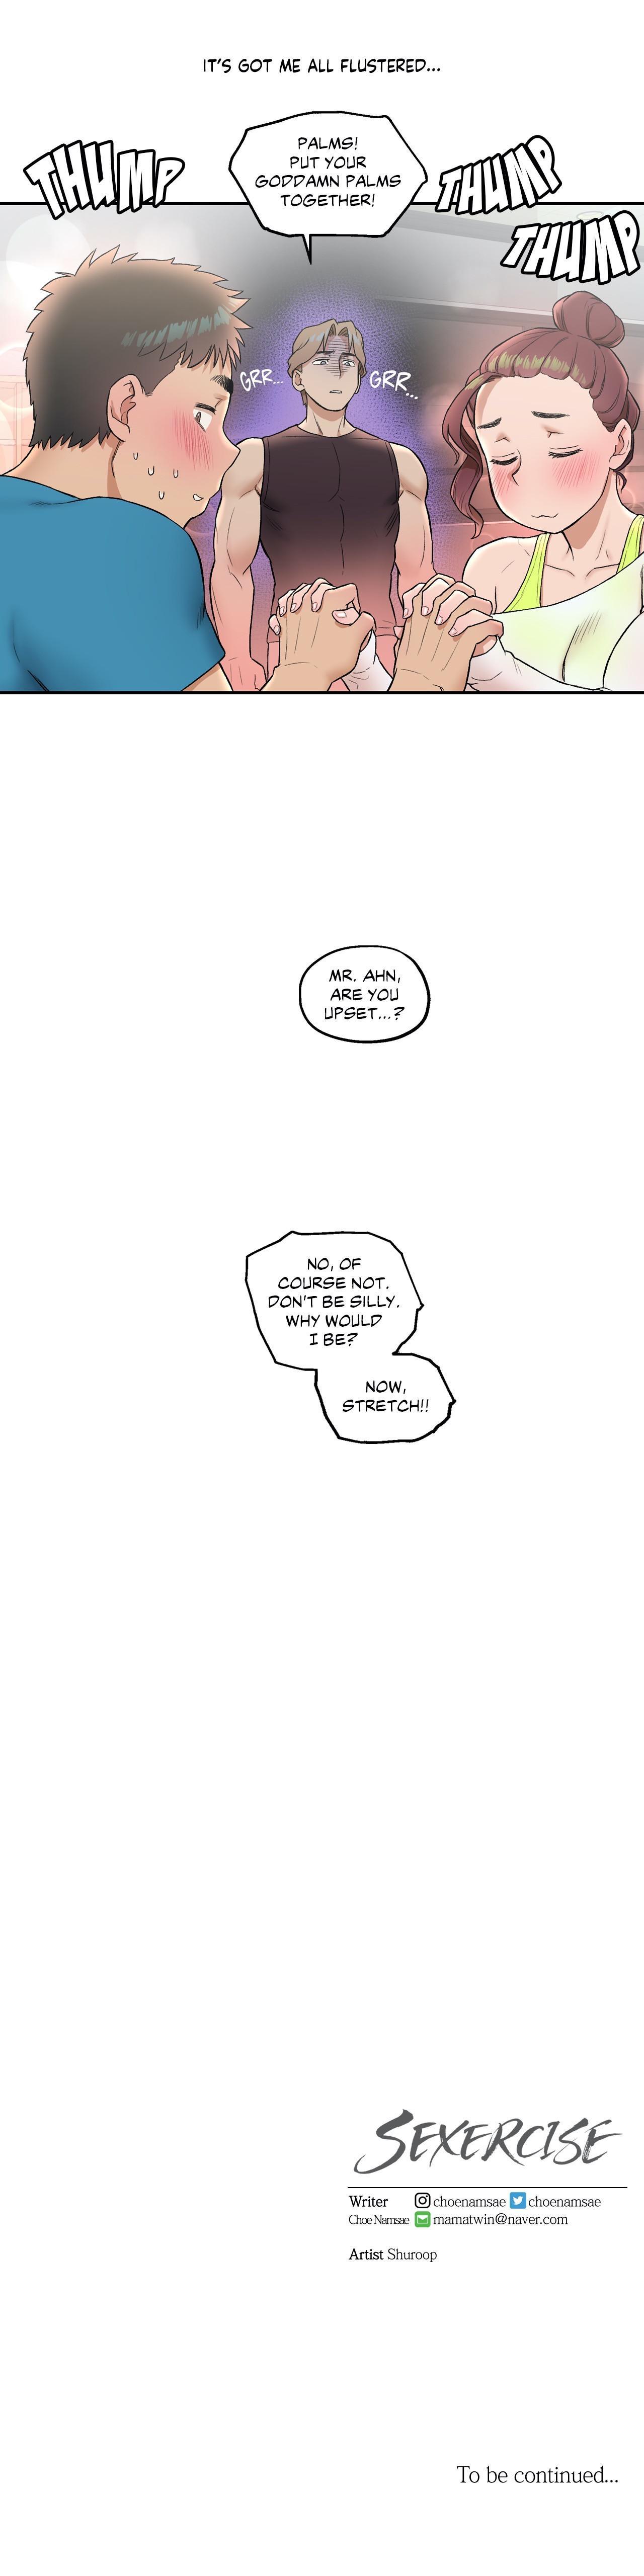 IT'S GOT ME ALL FLUSTERED...
THUMP
PALMS!
PUT YOUR
GODDAMN PALMS
TOGETHER!
THUMP
THUMP
GRR...
GRR...
MR. AHN,
ARE YOU
UPSET...?
NO, OF
COURSE NOT.
DON'T BE SILLY.
WHY WOULD
I BE?
NOW,
STRETCH!!
SEXERCISE
Writer choenamsae choenamsae
Choe Namsae mamatwin@naver.com
Artist Shuroop
To be continued...